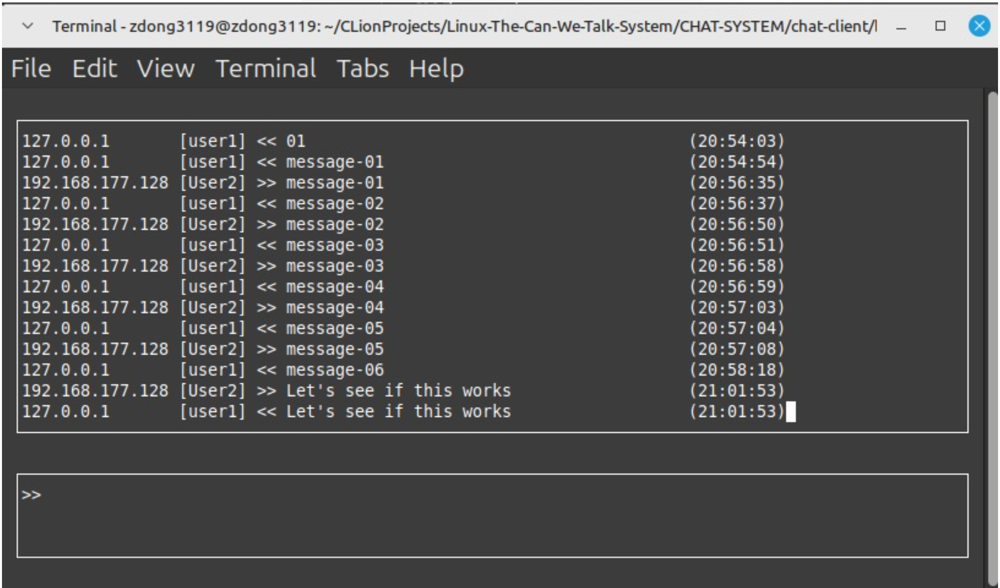 Terminal - zdong3119@zdong3119: ~/CLionProjects/Linux-The-Can-We-Talk-System/CHAT-SYSTEM/chat-client/
File Edit View Terminal Tabs Help
127.0.0.1 [user1] << 01 (20:54:03)
127.0.0.1 [user1] << message-01 (20:54:54)
192.168.177.128 [User2] >> message-01 (20:56:35)
127.0.0.1 [user1] << message-02 (20:56:37)
192.168.177.128 [User2] >> message-02 (20:56:50)
127.0.0.1 [user1] << message-03 (20:56:51)
192.168.177.128 [User2] >> message-03 (20:56:58)
127.0.0.1 [user1] << message-04 (20:56:59)
192.168.177.128 [User2] >> message-04 (20:57:03)
127.0.0.1 [user1] << message-05 (20:57:04)
192.168.177.128 [User2] >> message-05 (20:57:08)
127.0.0.1 [user1] << message-06 (20:58:18)
192.168.177.128 [User2] >> Let's see if this works (21:01:53)
127.0.0.1 [user1] << Let's see if this works (21:01:53)
>>